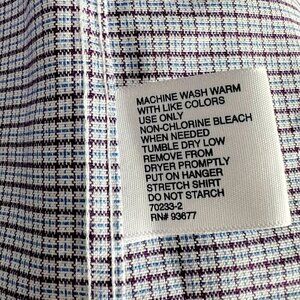 MACHINE WASH WARM
WITH LIKE COLORS
USE ONLY
NON-CHLORINE BLEACH
WHEN NEEDED
TUMBLE DRY LOW
REMOVE FROM
DRYER PROMPTLY
PUT ON HANGER
STRETCH SHIRT
DO NOT STARCH
70233-2
RN# 93677